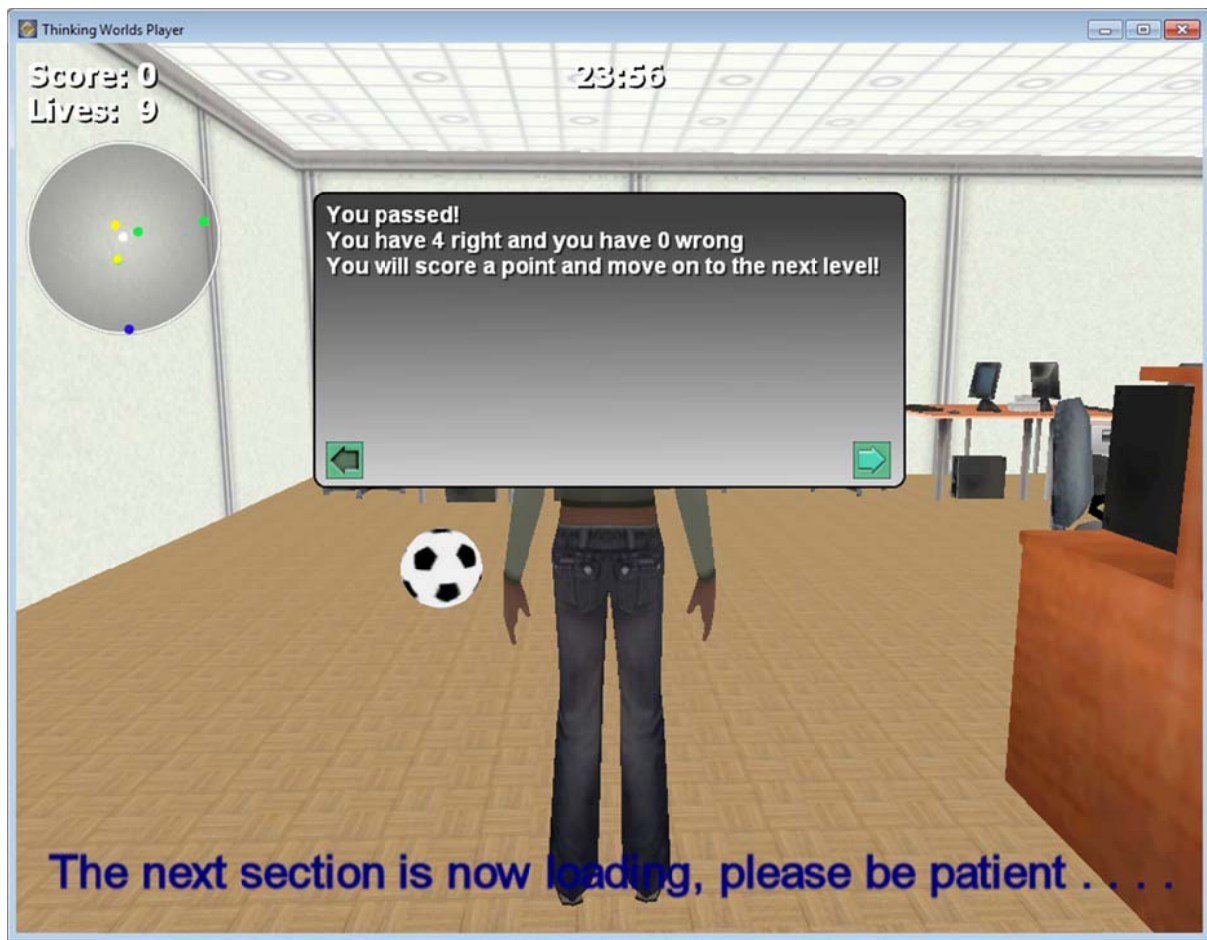 Thinking Worlds Player
Score: 0
23:56
Lives: 9
You passed!
You have 4 right and you have 0 wrong
You will score a point and move on to the next level!
The next section is now loading, please be patient . . . .